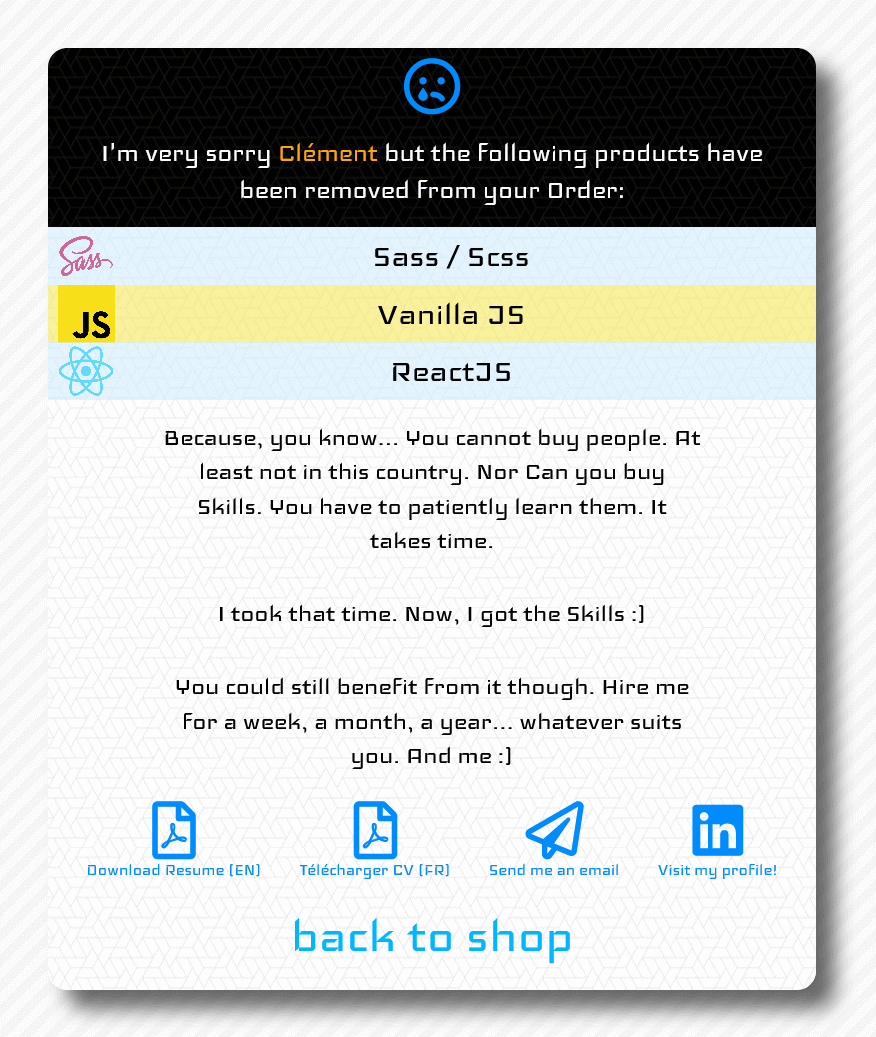 I'm very sorry Clément but the following products have
been removed from your Order:
Sass
Sass / Scss
JS
Vanilla JS
ReactJS
Because, you know... You cannot buy people. At
least not in this country. Nor Can you buy
Skills. You have to patiently learn them. It
takes time.
I took that time. Now, I got the Skills :]
You could still benefit from it though. Hire me
for a week, a month, a year... whatever suits
you. And me :]
in
Download Resume [EN]
Télécharger CV [FR]
Send me an email
Visit my profile!
back to shop